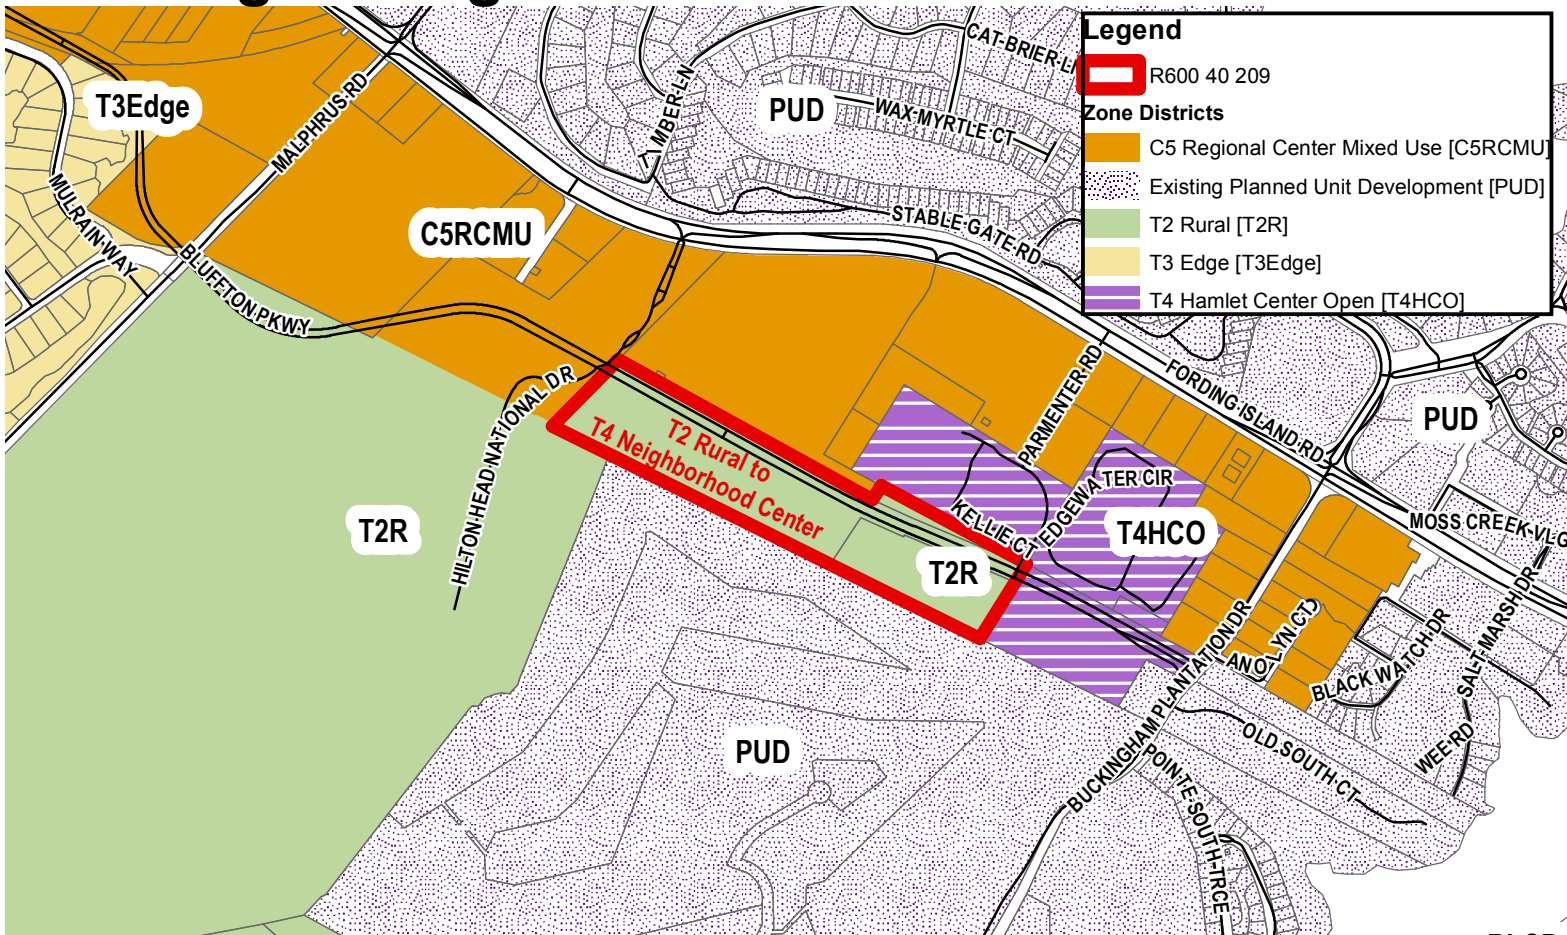 Legend
R600 40 209
Zone Districts
C5 Regional Center Mixed Use [C5RCMU]
Existing Planned Unit Development [PUD]
T2 Rural [T2R]
T3 Edge [T3Edge]
T4 Hamlet Center Open [T4HCO]
CAT BRIER L
TIMBER LN
PUD
WAX MYRTLE CT
T3Edge
MALPHRUS RD
MULRAIN WAY
BLUFFTON PKWY
C5RCMU
STABLE GATE RD
FORDING ISLAND RD
PARMENTER RD
HILTON HEAD NATIONAL DR
T2 Rural to
T4 Neighborhood Center
PUD
EDGEWATER CIR
KELLIE CT
T4HCO
T2R
T2R
MOSS CREEK VLG
SALT MARSH DR
BLACK WATCH DR
BUCKINGHAM PLANTATION DR
WEE RD
OLD SOUTH CT
PUD
POINTE SOUTH TRCE